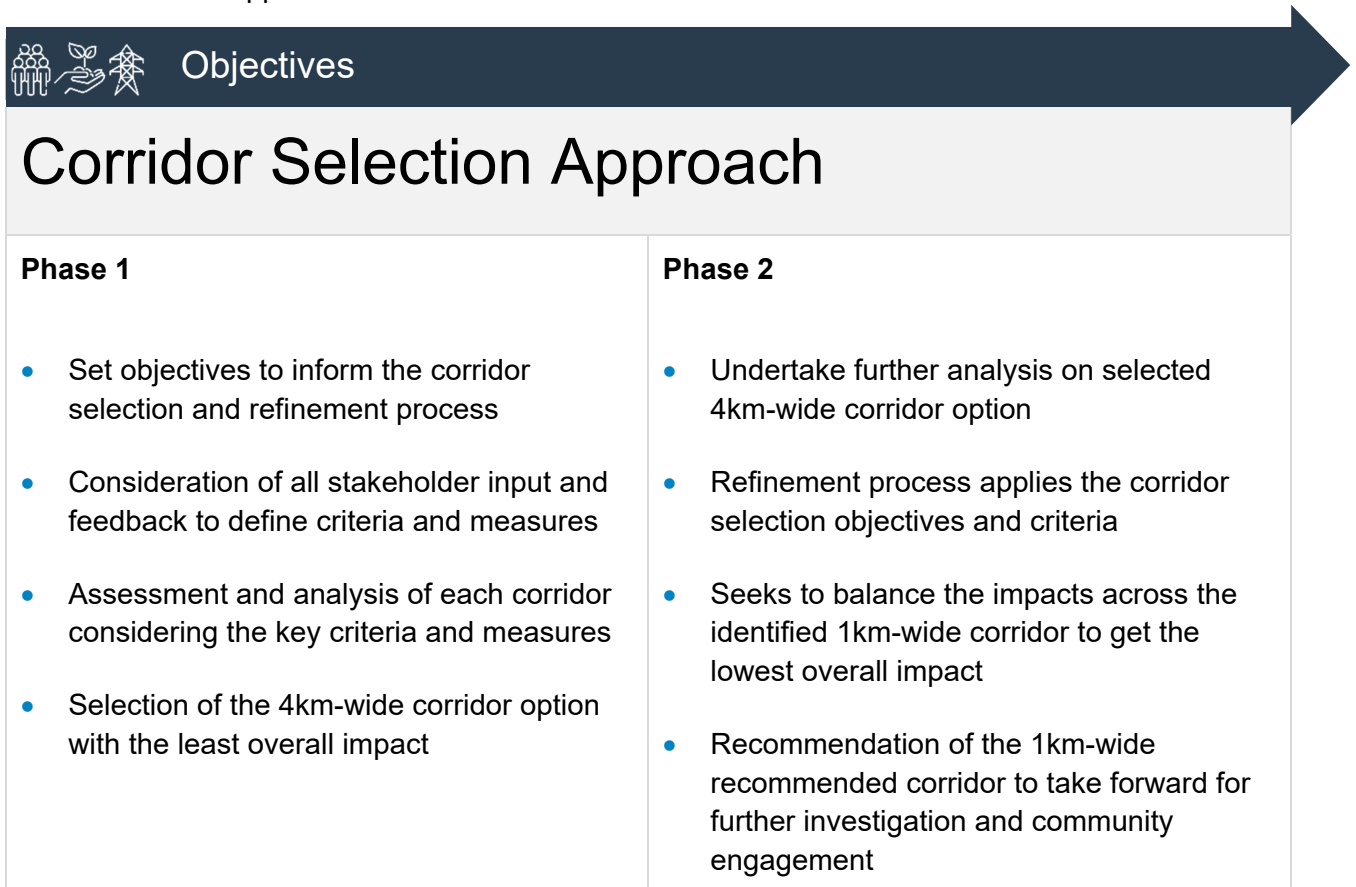 Objectives
Corridor Selection Approach
Phase 1
• Set objectives to inform the corridor
selection and refinement process
• Consideration of all stakeholder input and
feedback to define criteria and measures
• Assessment and analysis of each corridor
considering the key criteria and measures
• Selection of the 4km-wide corridor option
with the least overall impact
Phase 2
• Undertake further analysis on selected
4km-wide corridor option
• Refinement process applies the corridor
selection objectives and criteria
• Seeks to balance the impacts across the
identified 1km-wide corridor to get the
lowest overall impact
• Recommendation of the 1km-wide
recommended corridor to take forward for
further investigation and community
engagement